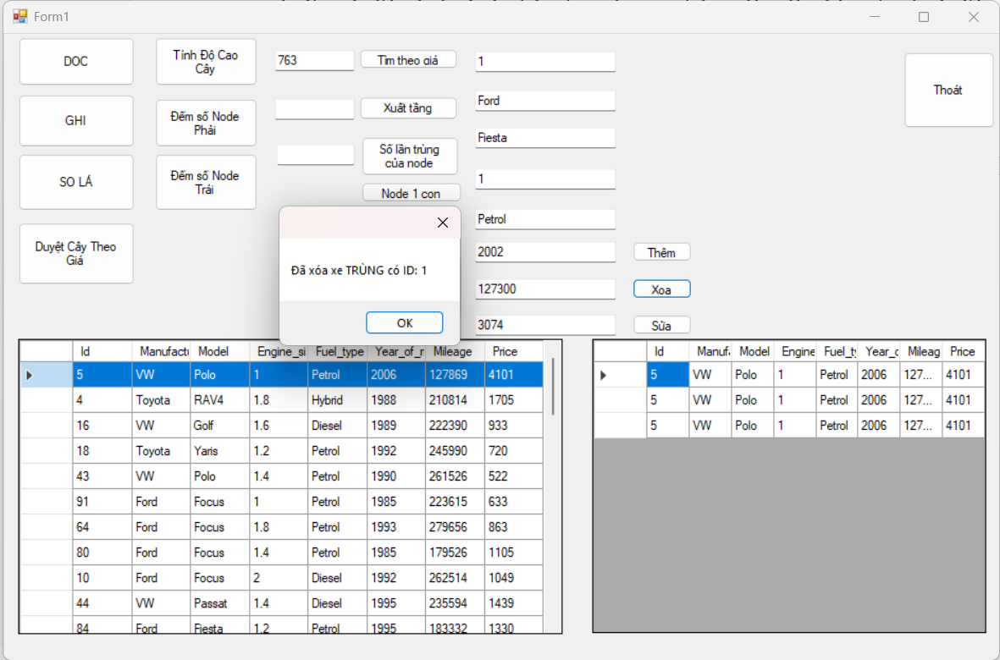 Form1
DOC
Tính Độ Cao
Cây
763
Tìm theo giá
1
Thoát
GHI
Đếm số Node
Phải
Xuất tầng
Ford
Fiesta
SO LÁ
Đếm số Node
Trái
Số lần trùng
của node
1
Node 1 con
Petrol
Duyệt Cây Theo
Giá
2002
Thêm
Đã xóa xe TRÙNG có ID: 1
127300
Xoa
OK
3074
Sửa
Id Manufactu Model Engine_si Fuel_type Year_of_r Mileage Price
5 VW Polo 1 Petrol 2006 127869 4101
4 Toyota RAV4 1.8 Hybrid 1988 210814 1705
16 VW Golf 1.6 Diesel 1989 222390 933
18 Toyota Yaris 1.2 Petrol 1992 245990 720
43 VW Polo 1.4 Petrol 1990 261526 522
91 Ford Focus 1 Petrol 1985 223615 633
64 Ford Focus 1.8 Petrol 1993 279656 863
80 Ford Focus 1.4 Petrol 1985 179526 1105
10 Ford Focus 2 Diesel 1992 262514 1049
44 VW Passat 1.4 Diesel 1995 235594 1439
84 Ford Fiesta 1.2 Petrol 1995 183332 1330
Id Manufa Model Engine Fuel_ty Year_o Mileag Price
5 VW Polo 1 Petrol 2006 127... 4101
5 VW Polo 1 Petrol 2006 127... 4101
5 VW Polo 1 Petrol 2006 127... 4101